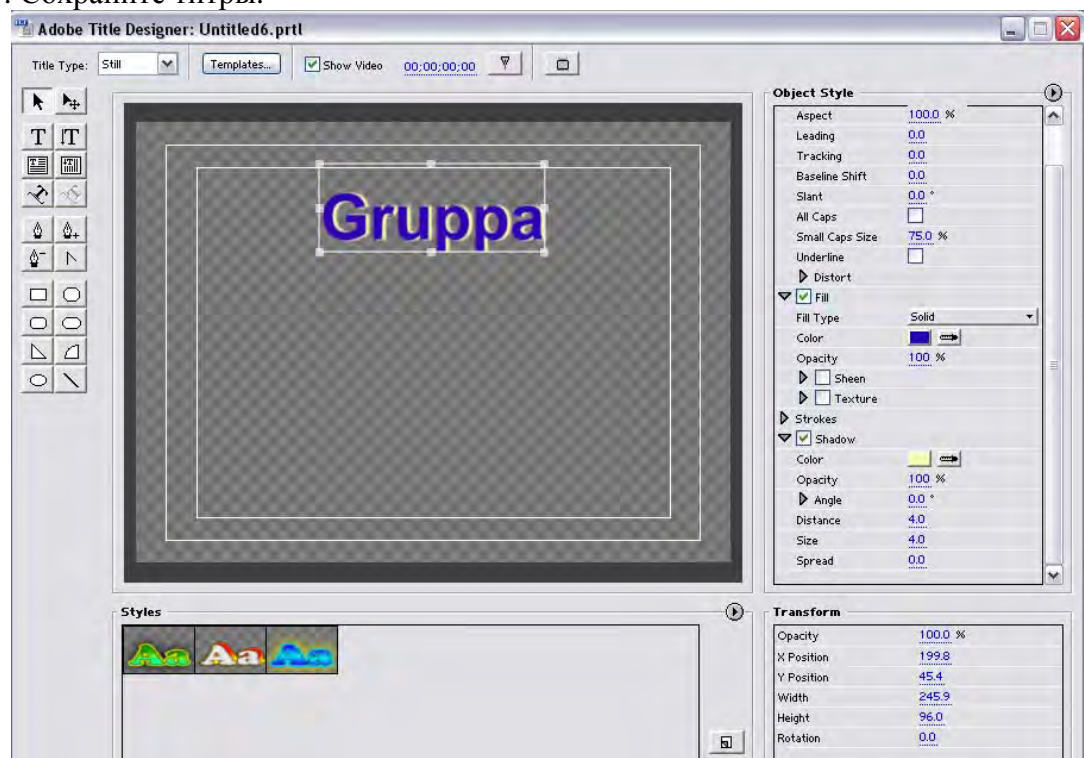 . Сохраните титры.
Adobe Title Designer: Untitled6.prtl
Title Type: Still Templates... Show Video 00;00;00;00
Object Style
Aspect 100.0 %
Leading 0.0
Tracking 0.0
Baseline Shift 0.0
Slant 0.0 °
All Caps
Small Caps Size 75.0 %
Underline
Distort
Fill
Fill Type Solid
Color
Opacity 100 %
Sheen
Texture
Strokes
Shadow
Color
Opacity 100 %
Angle 0.0 °
Distance 4.0
Size 4.0
Spread 0.0
T IT
Gruppa
Styles
Aa Aa Aa
Transform
Opacity 100.0 %
X Position 199.8
Y Position 45.4
Width 245.9
Height 96.0
Rotation 0.0